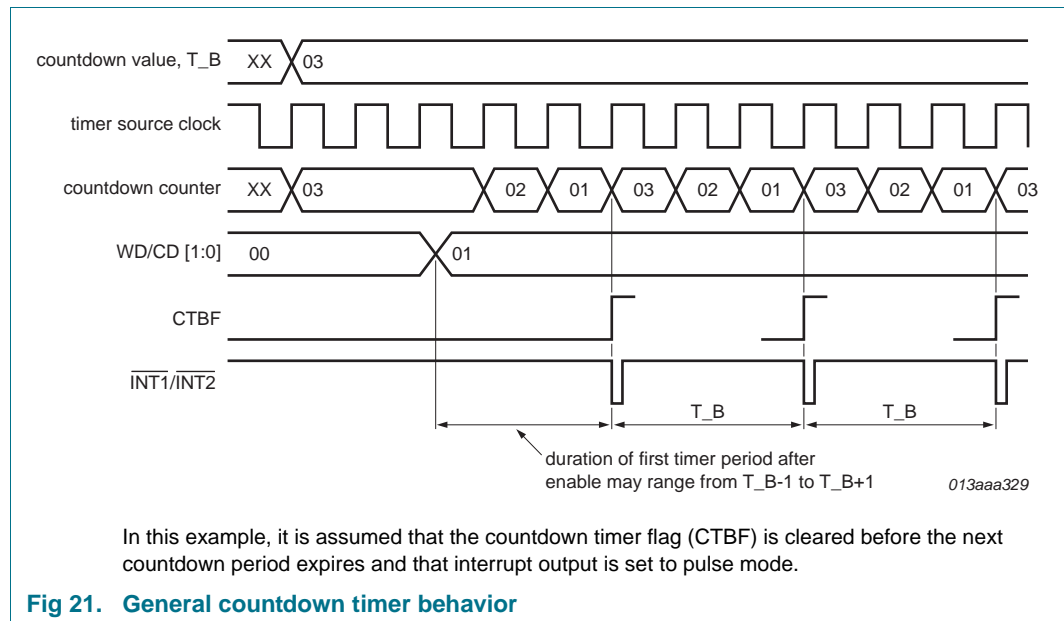 countdown value, T_B XX 03
timer source clock
countdown counter XX 03 02 01 03 02 01 03 02 01 03
WD/CD [1:0] 00 01
CTBF
INT1/INT2
T_B T_B
duration of first timer period after
enable may range from T_B-1 to T_B+1
013aaa329
In this example, it is assumed that the countdown timer flag (CTBF) is cleared before the next
countdown period expires and that interrupt output is set to pulse mode.
Fig 21. General countdown timer behavior